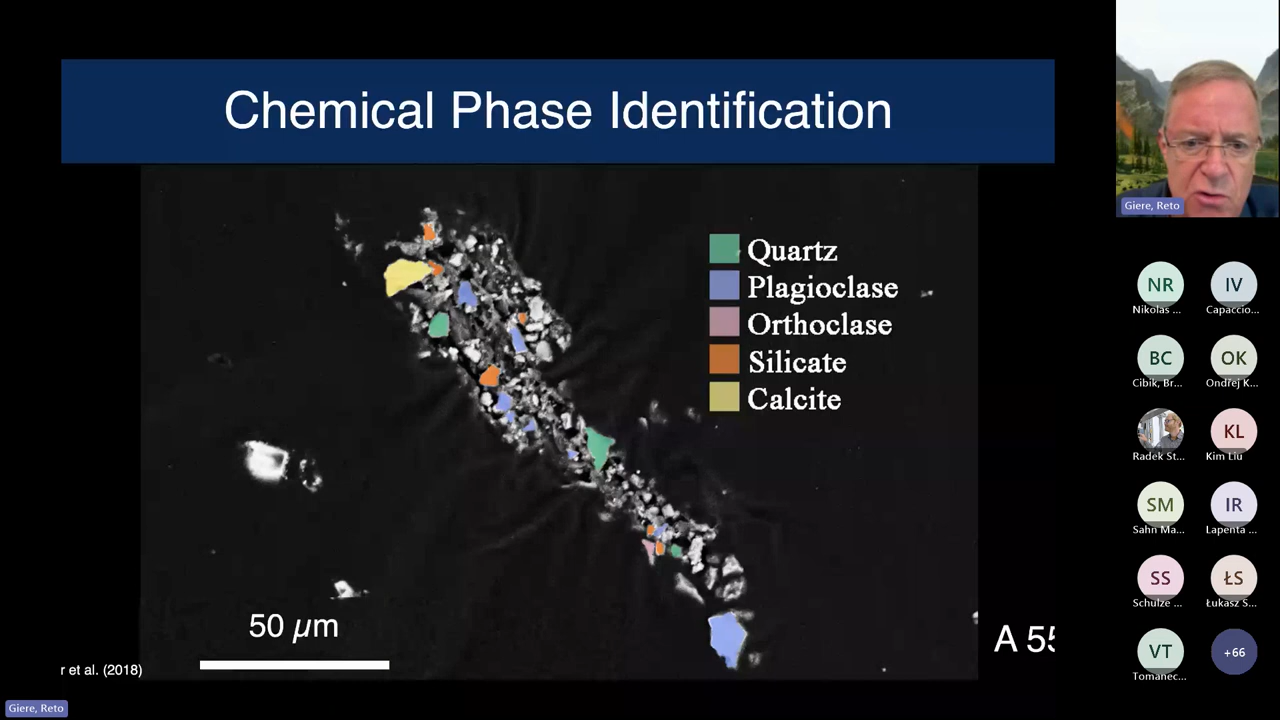 Chemical Phase Identification
Quartz
Plagioclase
Orthoclase
Silicate
Calcite
50 µm
r et al. (2018)
A 55
Giere, Reto
Giere, Reto
NR
Nikolas ...
IV
Capaccio...
BC
Cibik, Br...
OK
Ondřej K...
Radek St...
KL
Kim Liu
SM
Sahn Ma...
IR
Lapenta ...
SS
Schulze ...
ŁS
Łukasz S...
VT
Tomanec...
+66